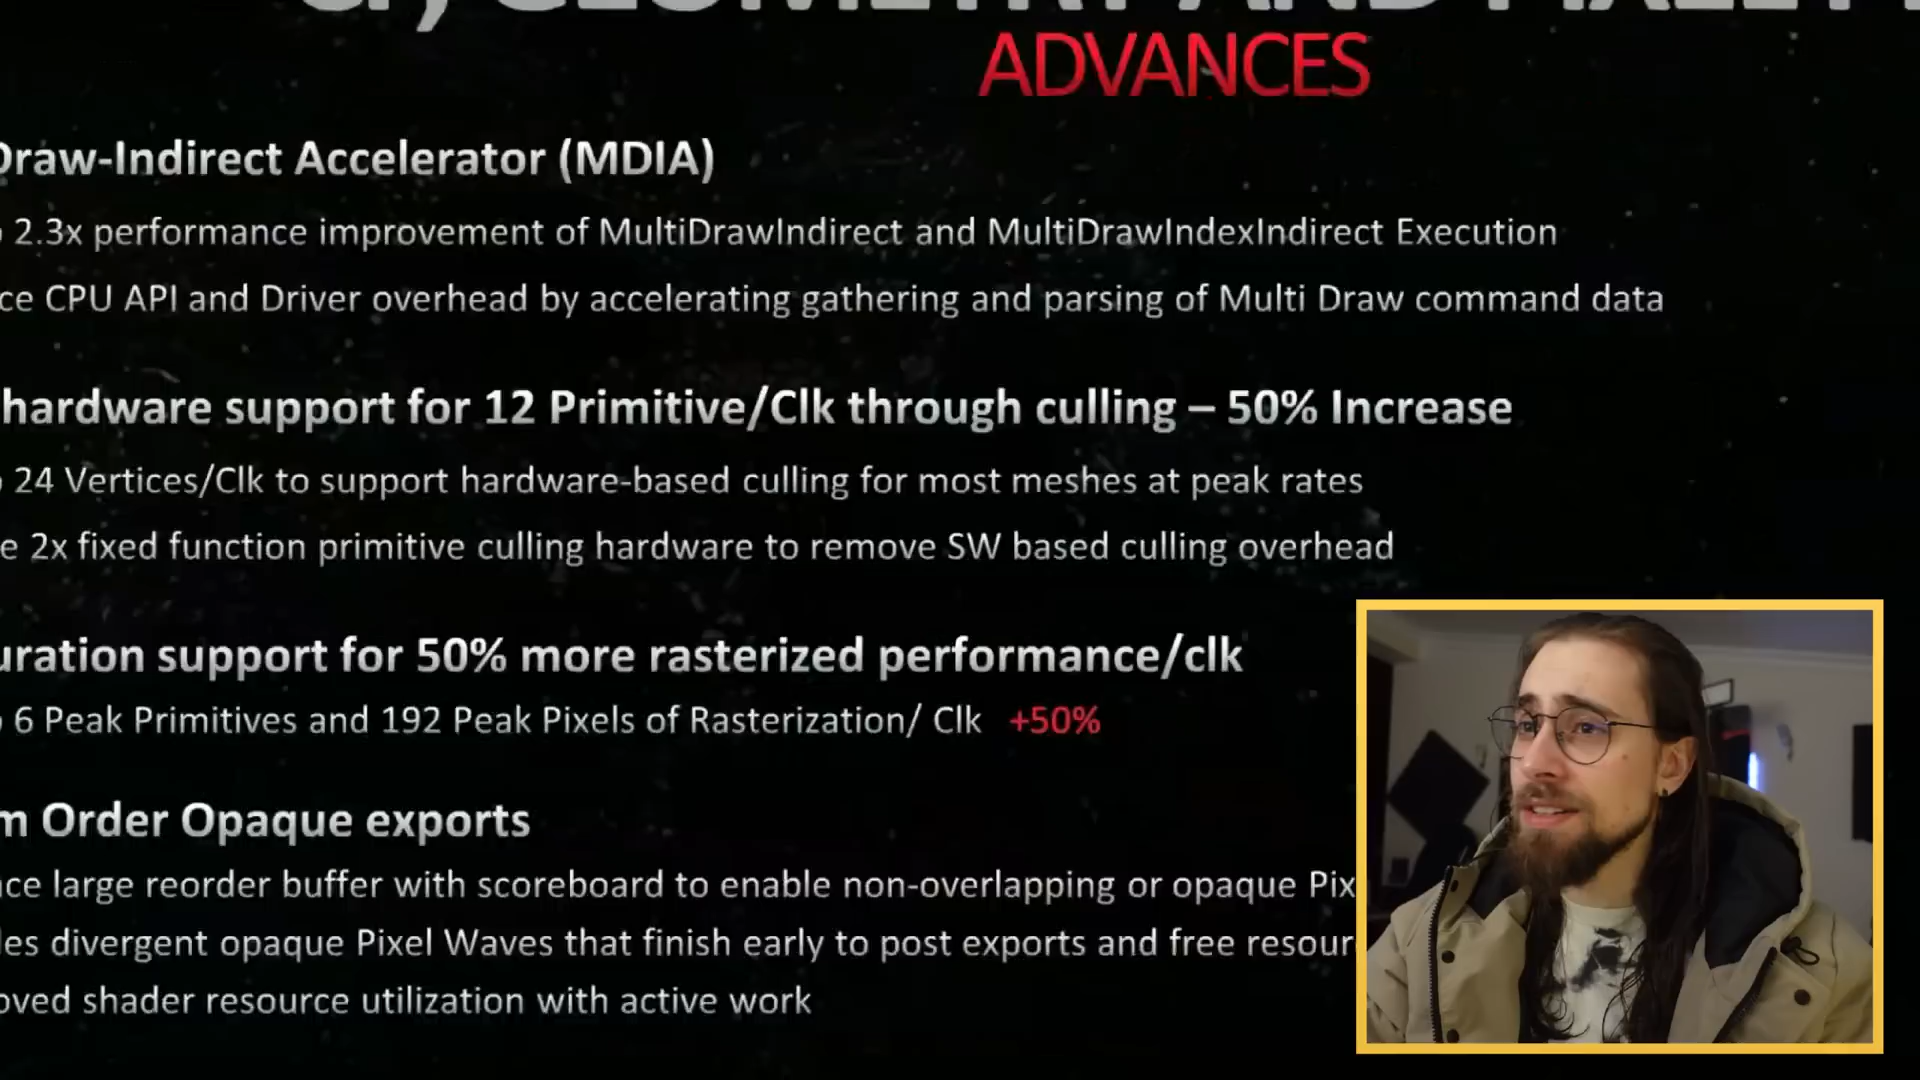 GEOMETRY AND PIXEL
ADVANCES
Draw-Indirect Accelerator (MDIA)
2.3x performance improvement of MultiDrawIndirect and MultiDrawIndexIndirect Execution
ce CPU API and Driver overhead by accelerating gathering and parsing of Multi Draw command data
hardware support for 12 Primitive/Clk through culling – 50% Increase
24 Vertices/Clk to support hardware-based culling for most meshes at peak rates
e 2x fixed function primitive culling hardware to remove SW based culling overhead
uration support for 50% more rasterized performance/clk
6 Peak Primitives and 192 Peak Pixels of Rasterization/ Clk +50%
m Order Opaque exports
ce large reorder buffer with scoreboard to enable non-overlapping or opaque Pix
les divergent opaque Pixel Waves that finish early to post exports and free resour
oved shader resource utilization with active work